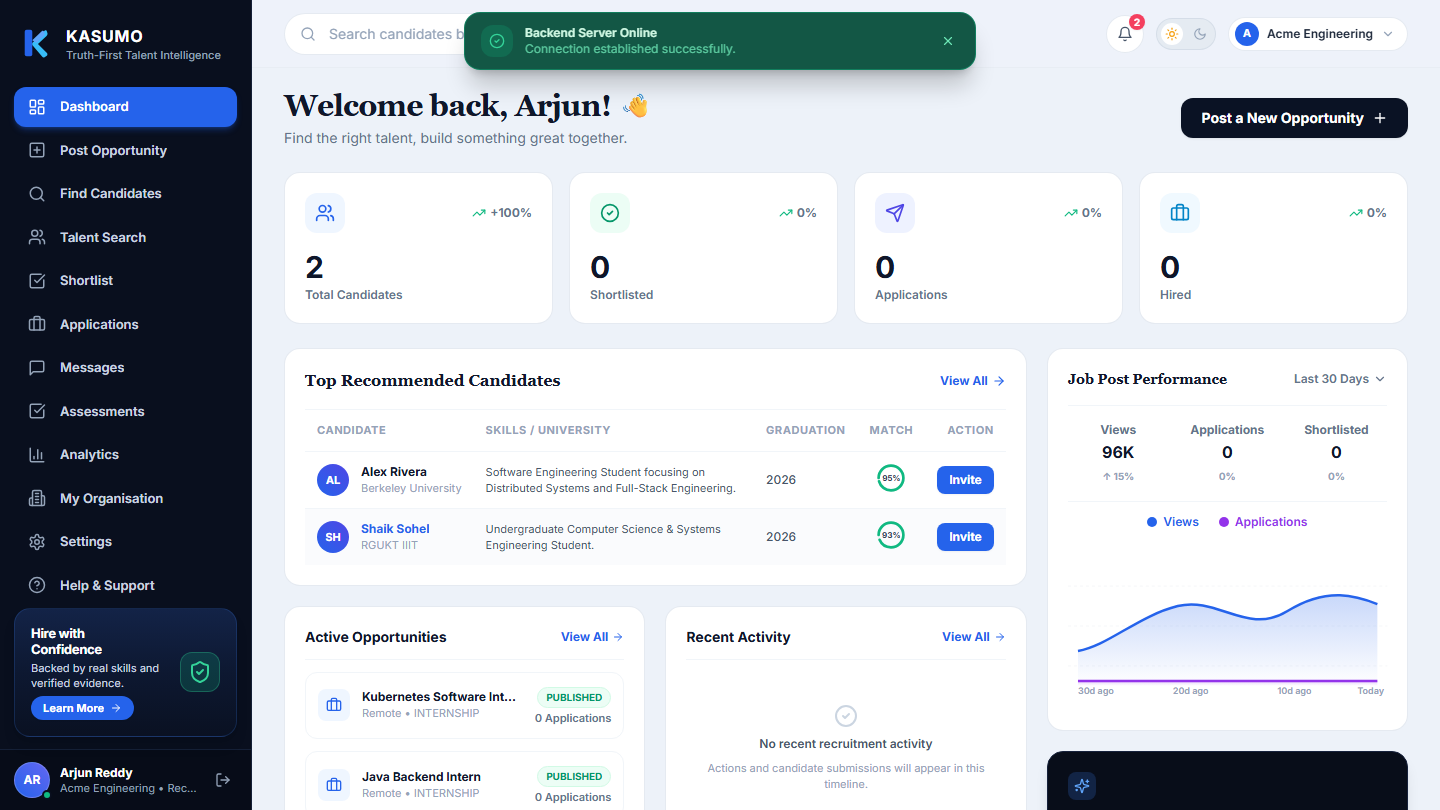 KASUMO
Truth-First Talent Intelligence
Dashboard
Post Opportunity
Find Candidates
Talent Search
Shortlist
Applications
Messages
Assessments
Analytics
My Organisation
Settings
Help & Support
Hire with
Confidence
Backed by real skills and
verified evidence.
Learn More
AR
Arjun Reddy
Acme Engineering • Rec...
Search candidates b
Backend Server Online
Connection established successfully.
2
A
Acme Engineering
Welcome back, Arjun! 👋
Find the right talent, build something great together.
Post a New Opportunity
+100%
2
Total Candidates
0%
0
Shortlisted
0%
0
Applications
0%
0
Hired
Top Recommended Candidates
View All
CANDIDATE SKILLS / UNIVERSITY GRADUATION MATCH ACTION
AL
Alex Rivera
Berkeley University
Software Engineering Student focusing on
Distributed Systems and Full-Stack Engineering.
2026
95%
Invite
SH
Shaik Sohel
RGUKT IIIT
Undergraduate Computer Science & Systems
Engineering Student.
2026
93%
Invite
Job Post Performance
Last 30 Days
Views Applications Shortlisted
96K 0 0
↑ 15% 0% 0%
Views Applications
30d ago 20d ago 10d ago Today
Active Opportunities
View All
Kubernetes Software Int...
Remote • INTERNSHIP
PUBLISHED
0 Applications
Java Backend Intern
Remote • INTERNSHIP
PUBLISHED
0 Applications
Recent Activity
View All
No recent recruitment activity
Actions and candidate submissions will appear in this
timeline.